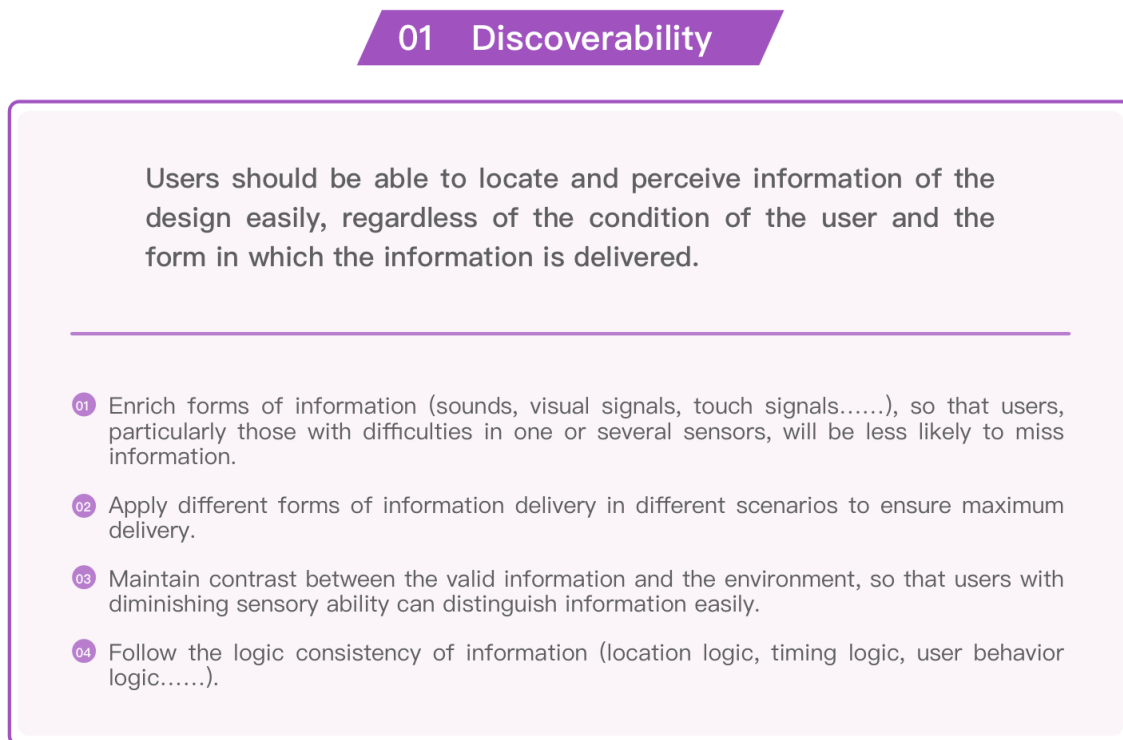 01 Discoverability
Users should be able to locate and perceive information of the
design easily, regardless of the condition of the user and the
form in which the information is delivered.
01 Enrich forms of information (sounds, visual signals, touch signals……), so that users,
particularly those with difficulties in one or several sensors, will be less likely to miss
information.
02 Apply different forms of information delivery in different scenarios to ensure maximum
delivery.
03 Maintain contrast between the valid information and the environment, so that users with
diminishing sensory ability can distinguish information easily.
04 Follow the logic consistency of information (location logic, timing logic, user behavior
logic……).